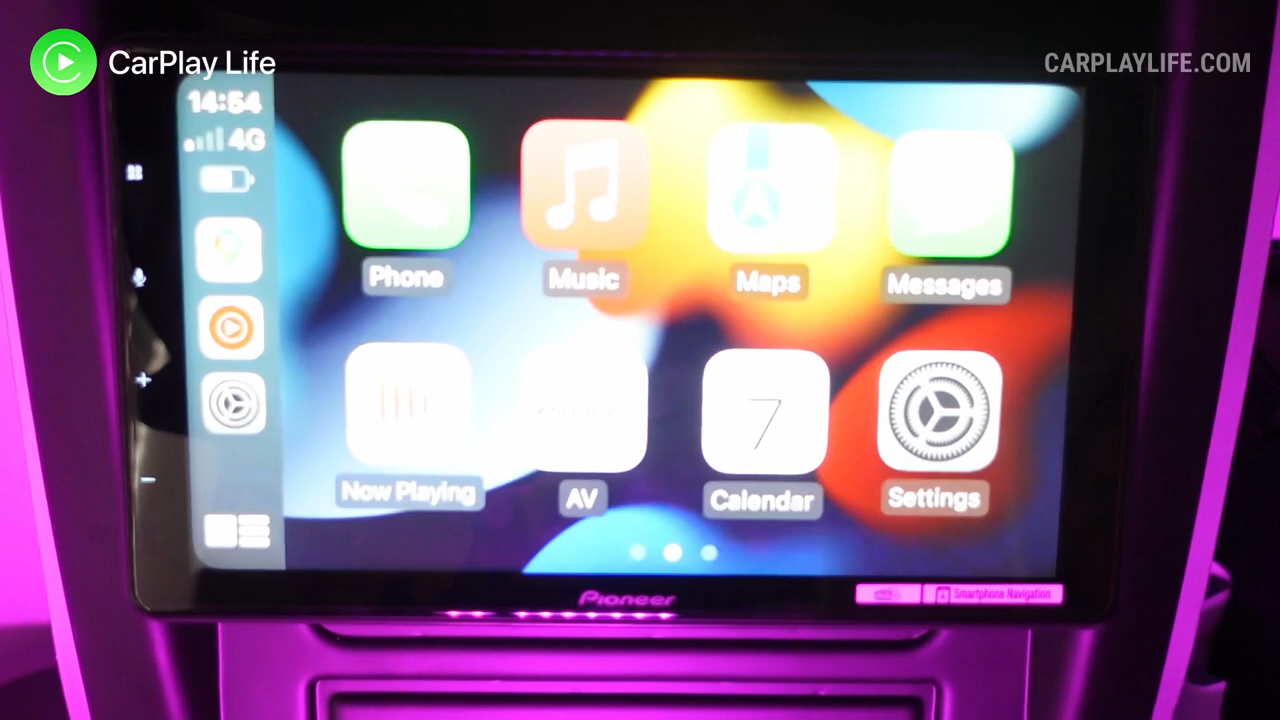 CarPlay Life
CARPLAYLIFE.COM
14:54
4G
Phone
Music
Maps
Messages
Now Playing
AV
7
Calendar
Settings
Pioneer
Smartphone Navigation